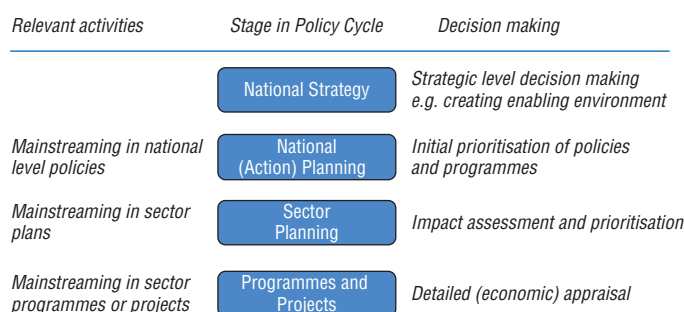 Relevant activities Stage in Policy Cycle Decision making
National Strategy
Strategic level decision making
e.g. creating enabling environment
Mainstreaming in national
level policies
National
(Action) Planning
Initial prioritisation of policies
and programmes
Mainstreaming in sector
plans
Sector
Planning
Impact assessment and prioritisation
Mainstreaming in sector
programmes or projects
Programmes and
Projects
Detailed (economic) appraisal